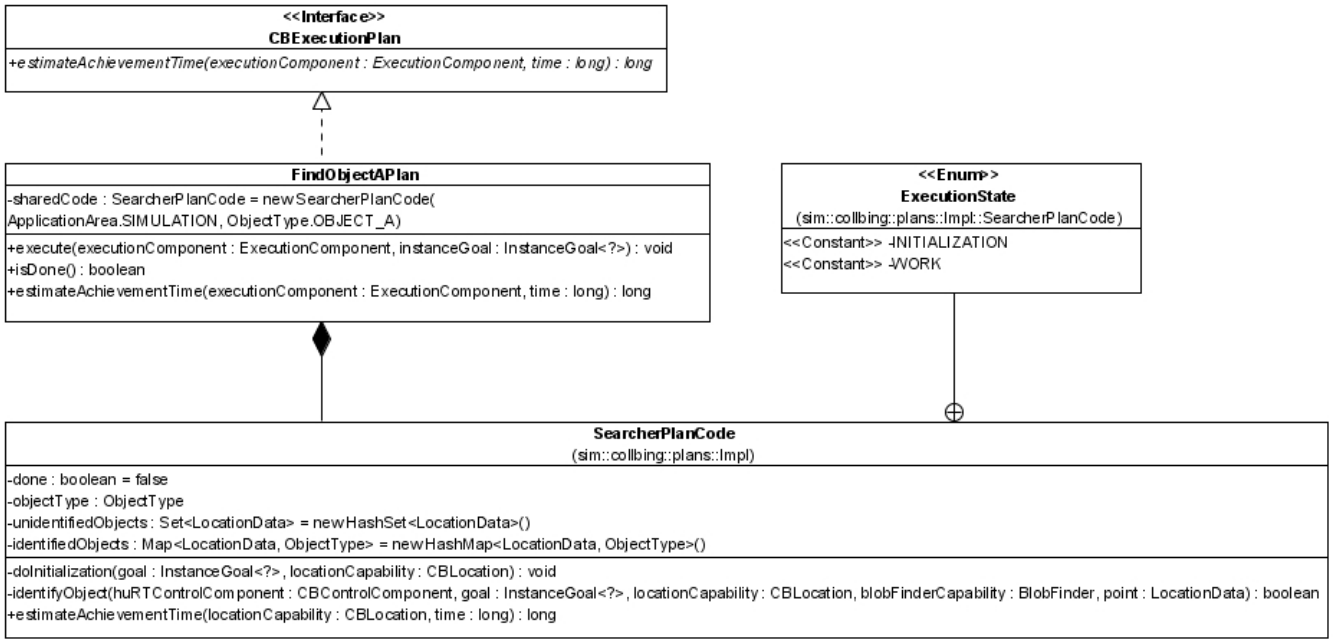 <<Interface>>
CBExecutionPlan
+estimateAchievementTime(executionComponent : ExecutionComponent, time : long) : long
FindObjectAPlan
-sharedCode : SearcherPlanCode = new SearcherPlanCode(
ApplicationArea.SIMULATION, ObjectType.OBJECT_A)
+execute(executionComponent : ExecutionComponent, instanceGoal : InstanceGoal<?>) : void
+isDone() : boolean
+estimateAchievementTime(executionComponent : ExecutionComponent, time : long) : long
<<Enum>>
ExecutionState
(sim::collbing::plans::Impl::SearcherPlanCode)
<<Constant>> -INITIALIZATION
<<Constant>> -WORK
SearcherPlanCode
(sim::collbing::plans::Impl)
-done : boolean = false
-objectType : ObjectType
-unidentifiedObjects : Set<LocationData> = new HashSet<LocationData>()
-identifiedObjects : Map<LocationData, ObjectType> = new HashMap<LocationData, ObjectType>()
-doInitialization(goal : InstanceGoal<?>, locationCapability : CBLocation) : void
-identifyObject(huRTControlComponent : CBControlComponent, goal : InstanceGoal<?>, locationCapability : CBLocation, blobFinderCapability : BlobFinder, point : LocationData) : boolean
+estimateAchievementTime(locationCapability : CBLocation, time : long) : long